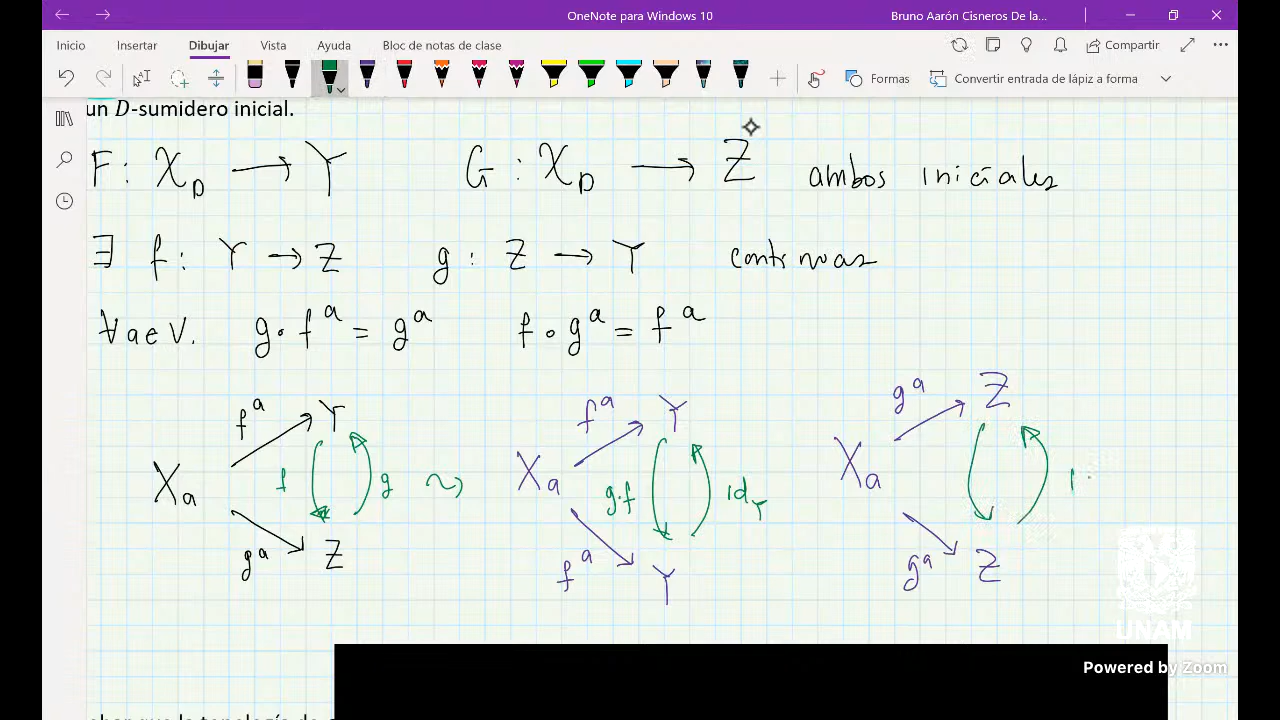 OneNote para Windows 10 Bruno Aarón Cisneros De la...
Inicio Insertar Dibujar Vista Ayuda Bloc de notas de clase Compartir
Formas Convertir entrada de lápiz a forma
un D-sumidero inicial.
F : X_D → Y G : X_D → Z ambos iniciales
∃ f : Y → Z g : Z → Y continuas
∀ a∈V. g∘f^a = g^a f∘g^a = f^a
f^a Y f^a Y g^a Z
X_a f g ⇝ X_a g∘f id_Y X_a
g^a Z f^a Y g^a Z
UNAM
Powered by Zoom